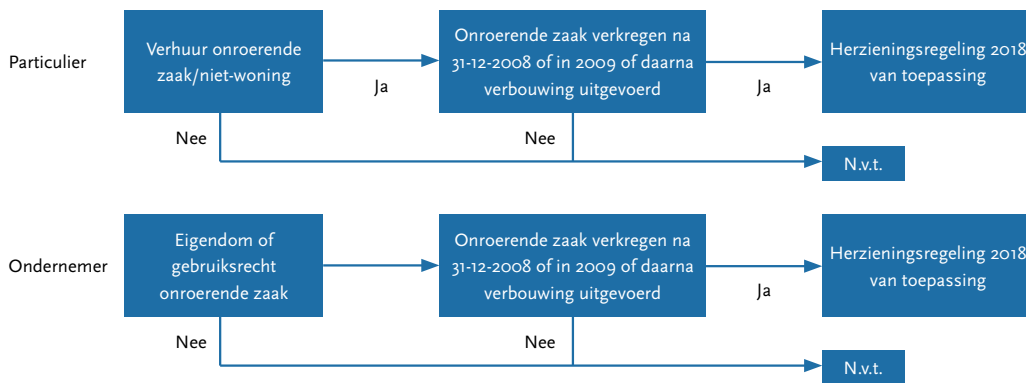 Particulier
Verhuur onroerende
zaak/niet-woning
Ja
Onroerende zaak verkregen na
31-12-2008 of in 2009 of daarna
verbouwing uitgevoerd
Ja
Herzieningsregeling 2018
van toepassing
Nee
Nee
N.v.t.
Ondernemer
Eigendom of
gebruiksrecht
onroerende zaak
Onroerende zaak verkregen na
31-12-2008 of in 2009 of daarna
verbouwing uitgevoerd
Ja
Herzieningsregeling 2018
van toepassing
Nee
Nee
N.v.t.